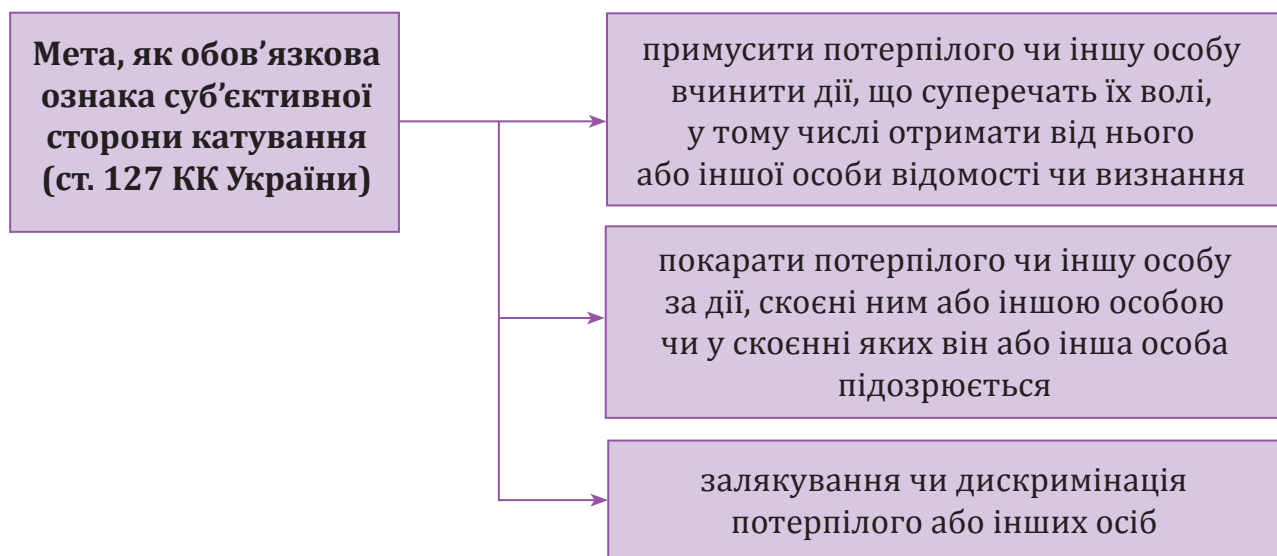 Мета, як обов’язкова
ознака суб’єктивної
сторони катування
(ст. 127 КК України)
примусити потерпілого чи іншу особу
вчинити дії, що суперечать їх волі,
у тому числі отримати від нього
або іншої особи відомості чи визнання
покарати потерпілого чи іншу особу
за дії, скоєні ним або іншою особою
чи у скоєнні яких він або інша особа
підозрюється
залякування чи дискримінація
потерпілого або інших осіб